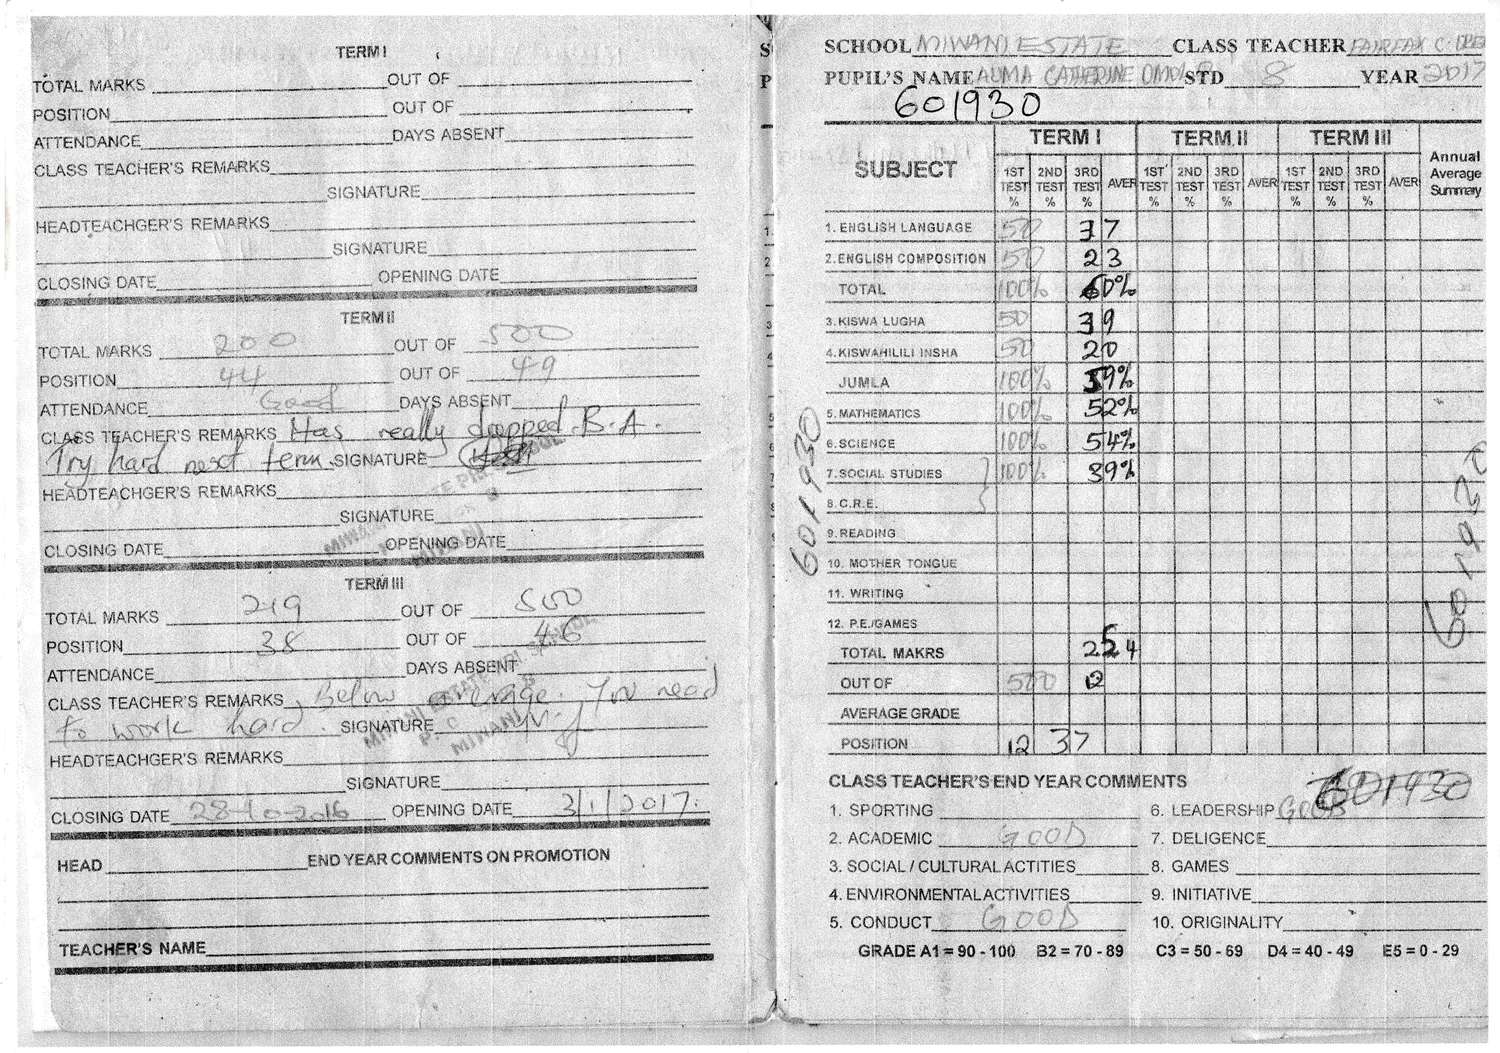 TERM I
TOTAL MARKS OUT OF
POSITION OUT OF
ATTENDANCE DAYS ABSENT
CLASS TEACHER'S REMARKS
SIGNATURE
HEADTEACHGER'S REMARKS
SIGNATURE
CLOSING DATE OPENING DATE
TERM II
TOTAL MARKS 200 OUT OF 500
POSITION 44 OUT OF 49
ATTENDANCE Good DAYS ABSENT
CLASS TEACHER'S REMARKS Has really dropped. B.A.
Try hard next term. SIGNATURE
HEADTEACHGER'S REMARKS
SIGNATURE
CLOSING DATE OPENING DATE
MIWANI
TERM III
TOTAL MARKS 219 OUT OF 500
POSITION 38 OUT OF 46
ATTENDANCE DAYS ABSENT
CLASS TEACHER'S REMARKS Below average. You need
to work hard. SIGNATURE
MIWANI ESTATE PRI SCHOOL
MIWANI
HEADTEACHGER'S REMARKS
SIGNATURE
CLOSING DATE 28-10-2016 OPENING DATE 3/1/2017.
HEAD END YEAR COMMENTS ON PROMOTION
TEACHER'S NAME
SCHOOL MIWANI ESTATE CLASS TEACHER FAIRFAX C.
PUPIL'S NAME ALMA CATHERINE STD 8 YEAR 2017
601930
SUBJECT TERM I TERM II TERM III Annual Average Summary
1ST TEST % 2ND TEST % 3RD TEST % AVER 1ST TEST % 2ND TEST % 3RD TEST % AVER 1ST TEST % 2ND TEST % 3RD TEST % AVER
1. ENGLISH LANGUAGE 50 37
2. ENGLISH COMPOSITION 50 23
TOTAL 100% 60%
3. KISWA LUGHA 50 39
4. KISWAHILILI INSHA 50 20
JUMLA 100% 59%
5. MATHEMATICS 100% 52%
6. SCIENCE 100% 54%
7. SOCIAL STUDIES 100% 39%
8. C.R.E.
9. READING
10. MOTHER TONGUE
11. WRITING
12. P.E./GAMES
TOTAL MAKRS 2254
OUT OF 500 12
AVERAGE GRADE
POSITION 12 37
601930
601930
CLASS TEACHER'S END YEAR COMMENTS
601930
1. SPORTING 6. LEADERSHIP GOOD
2. ACADEMIC GOOD 7. DELIGENCE
3. SOCIAL / CULTURAL ACTITIES 8. GAMES
4. ENVIRONMENTAL ACTIVITIES 9. INITIATIVE
5. CONDUCT GOOD 10. ORIGINALITY
GRADE A1 = 90 - 100 B2 = 70 - 89 C3 = 50 - 69 D4 = 40 - 49 E5 = 0 - 29